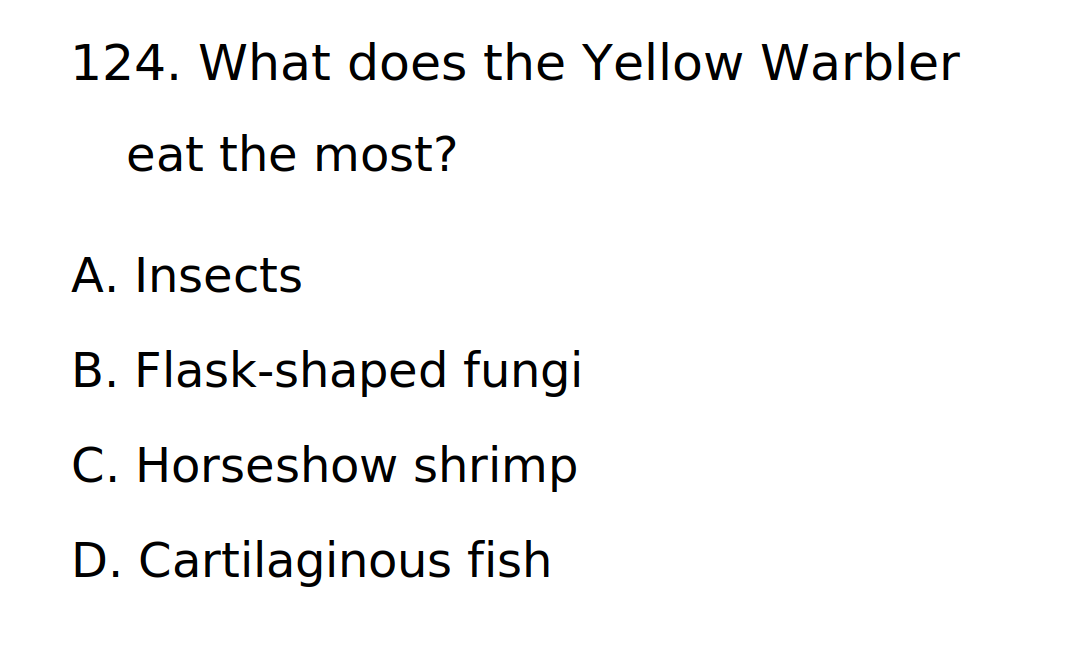 124. What does the Yellow Warbler
eat the most?
A. Insects
B. Flask-shaped fungi
C. Horseshow shrimp
D. Cartilaginous fish